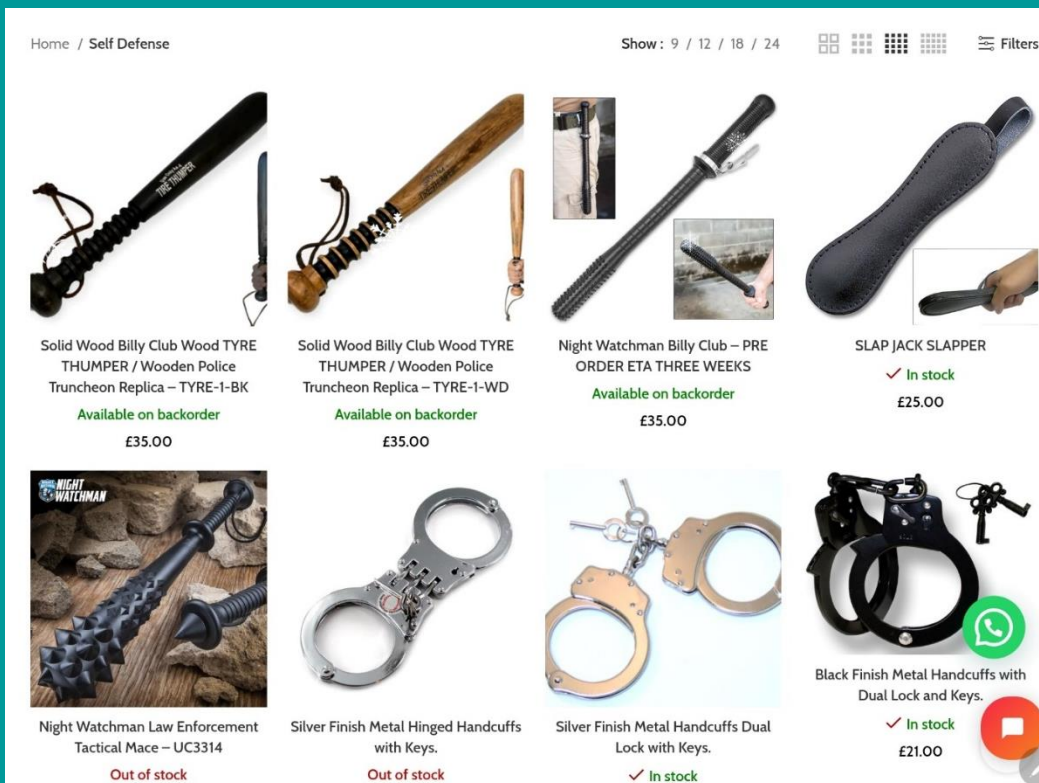 Home / Self Defense
Show : 9 / 12 / 18 / 24
Filters
TIRE THUMPER
Solid Wood Billy Club Wood TYRE
THUMPER / Wooden Police
Truncheon Replica – TYRE-1-BK
Available on backorder
£35.00
Solid Wood Billy Club Wood TYRE
THUMPER / Wooden Police
Truncheon Replica – TYRE-1-WD
Available on backorder
£35.00
Night Watchman Billy Club – PRE
ORDER ETA THREE WEEKS
Available on backorder
£35.00
SLAP JACK SLAPPER
In stock
£25.00
NIGHT
WATCHMAN
Night Watchman Law Enforcement
Tactical Mace – UC3314
Out of stock
Silver Finish Metal Hinged Handcuffs
with Keys.
Out of stock
Silver Finish Metal Handcuffs Dual
Lock with Keys.
In stock
Black Finish Metal Handcuffs with
Dual Lock and Keys.
In stock
£21.00